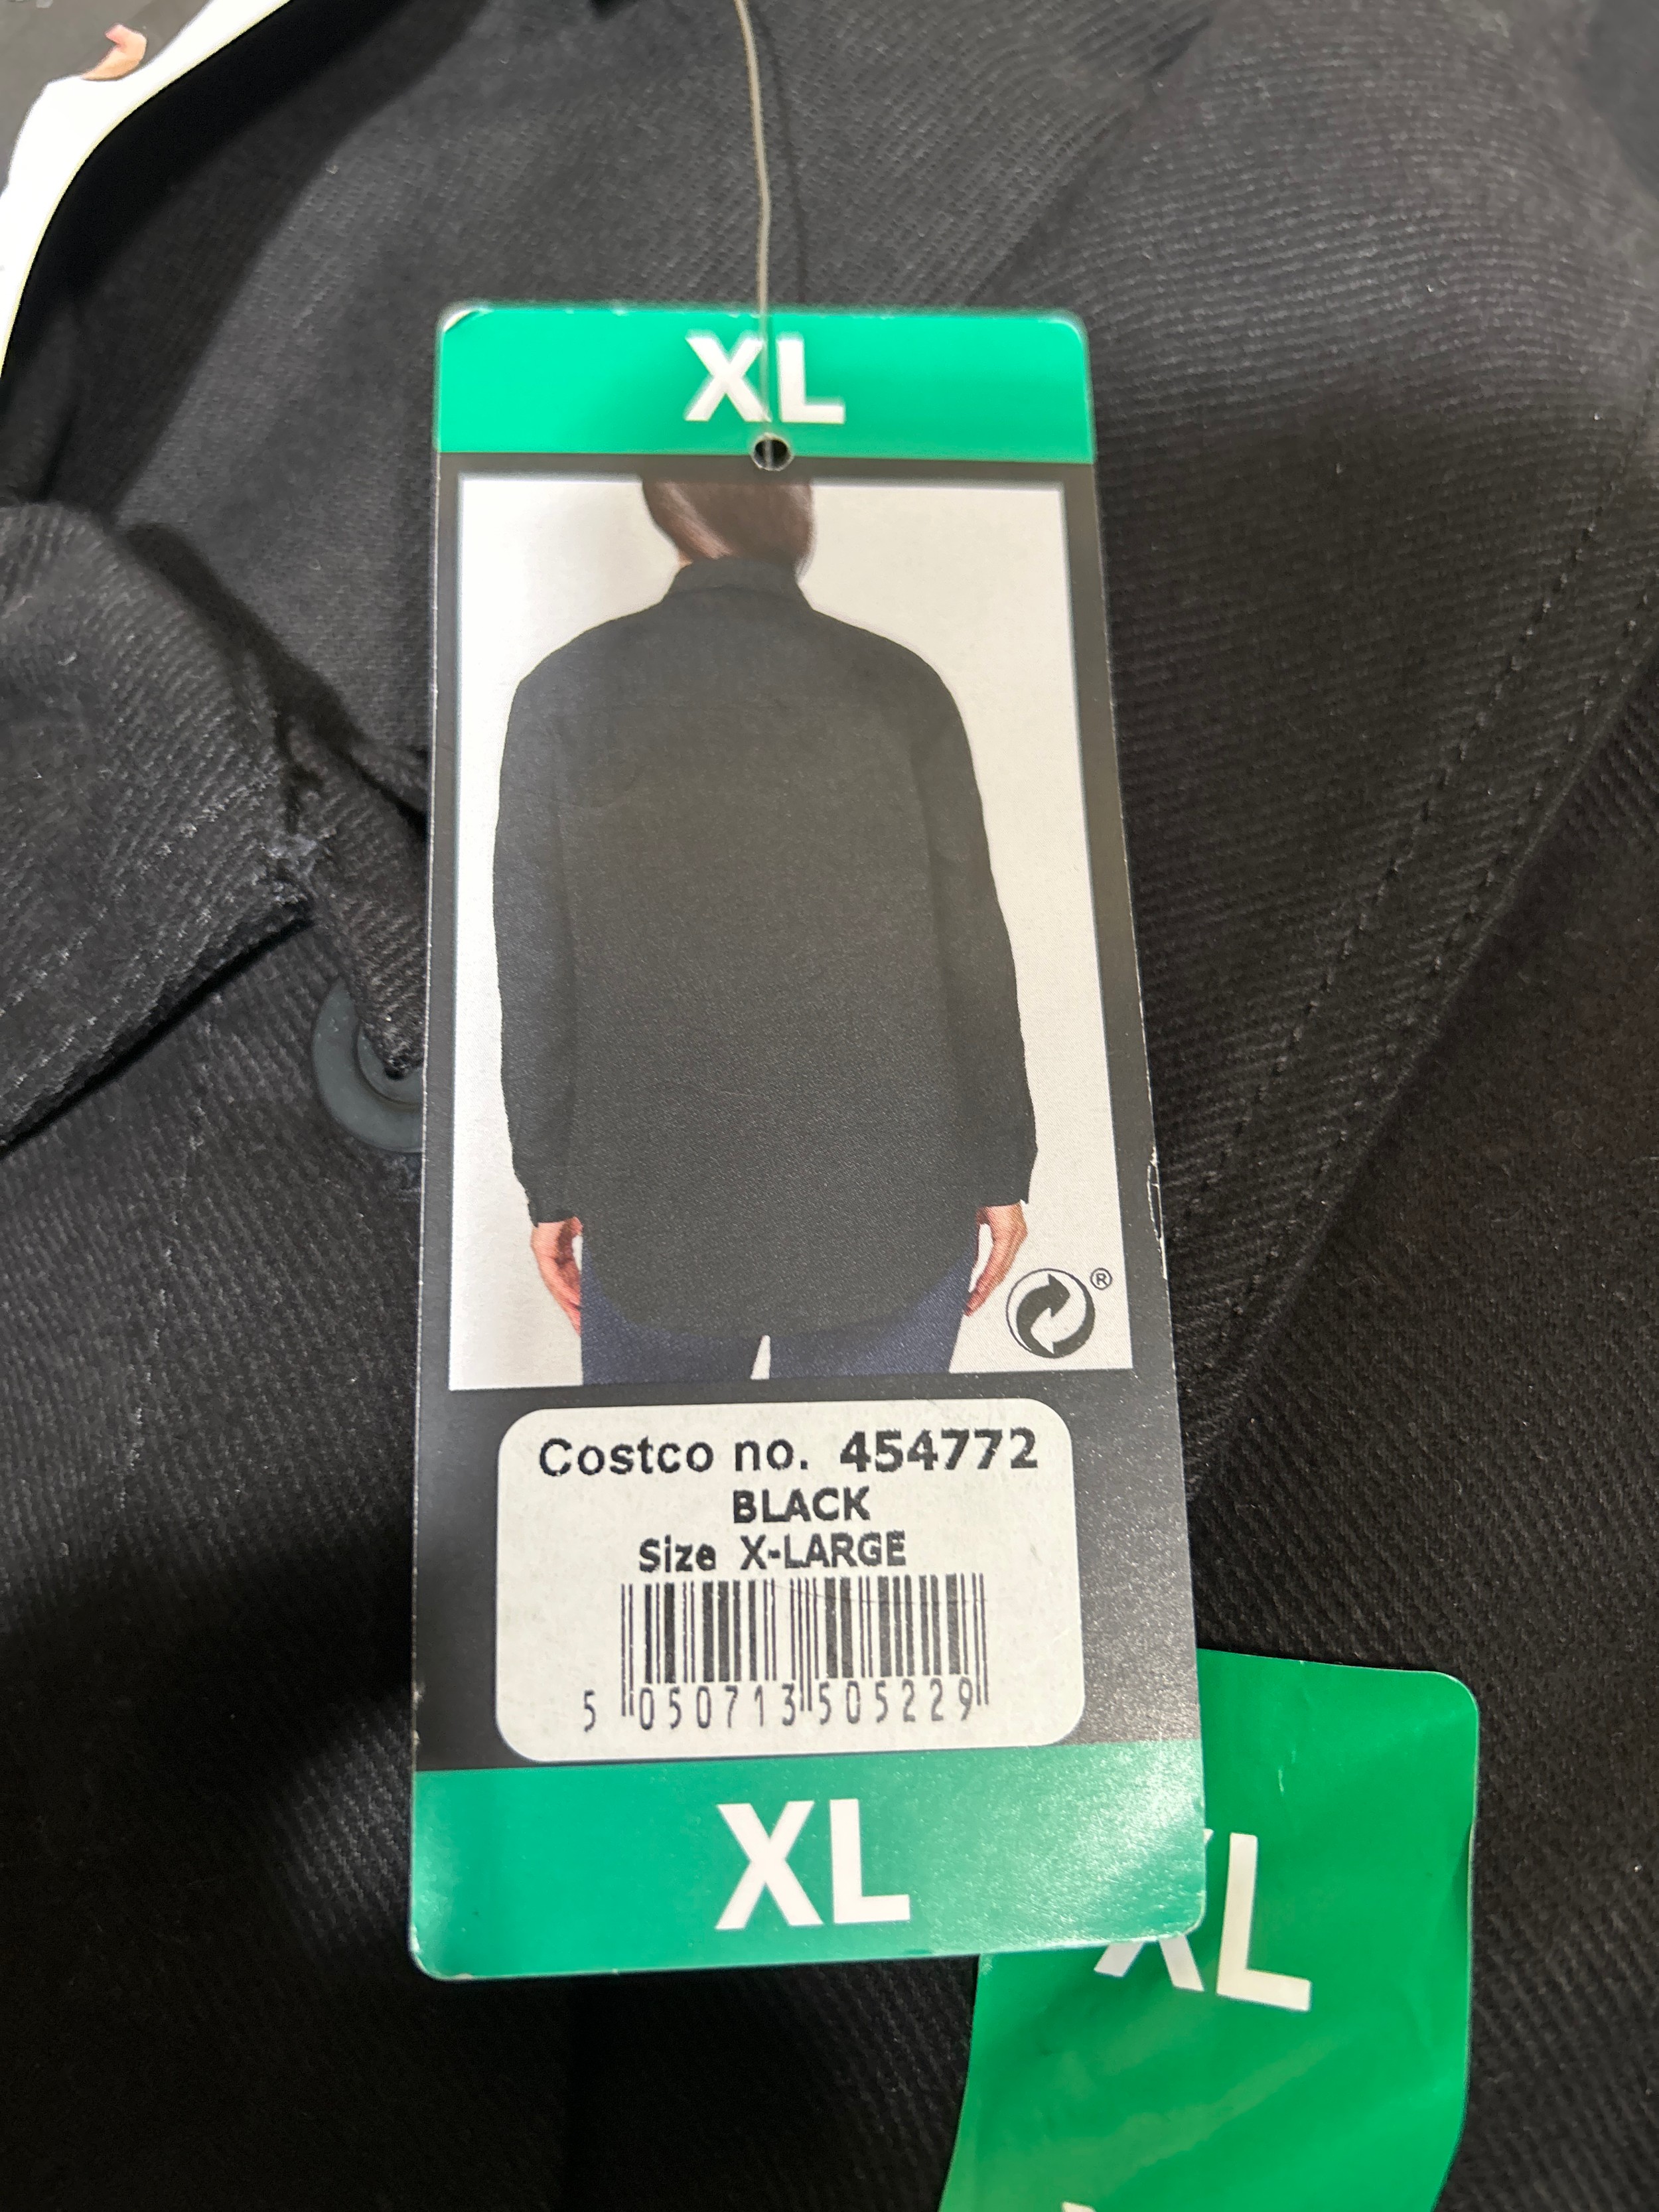 XL
®
Costco no. 454772
BLACK
Size X-LARGE
5 050713 505229
XL
XL